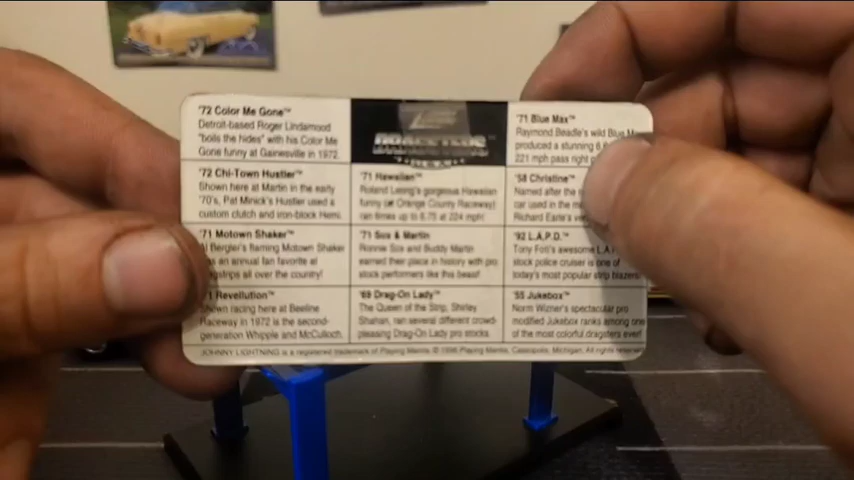 '72 Color Me Gone™
Detroit-based Roger Lindamood
"boils the hides" with his Color Me
Gone funny at Gainesville in 1972.
'72 Chi-Town Hustler™
Shown here at Martin in the early
'70's, Pat Minick's Hustler used a
custom clutch and iron-block Hemi.
'71 Motown Shaker™
Al Bergler's flaming Motown Shaker
was an annual fan favorite at
dragstrips all over the country!
'71 Revellution™
Shown racing here at Beeline
Raceway in 1972 is the second-
generation Whipple and McCulloch.
DRAGSTERS
'71 Hawaiian™
Roland Leong's gorgeous Hawaiian
funny (at Orange County Raceway)
ran times up to 6.75 at 224 mph!
'71 Sox & Martin
Ronnie Sox and Buddy Martin
earned their place in history with pro
stock performers like this beast!
'69 Drag-On Lady™
The Queen of the Strip, Shirley
Shahan, ran several different crowd-
pleasing Drag-On Lady pro stocks.
'71 Blue Max™
Raymond Beadle's wild Blue
produced a stunning
221 mph pass right
'58 Christine™
Named after the
car used in the
Richard Earle's
'92 L.A.P.D.™
Tony Foti's awesome
police cruiser is one of
today's most popular strip blazers.
'55 Jukebox™
Norm Wizner's spectacular pro
modified Jukebox ranks among one
of the most colorful dragsters ever!
JOHNNY LIGHTNING is a registered trademark of Playing Mantis © 1996 Playing Mantis, Cassopolis, Michigan. All rights reserved